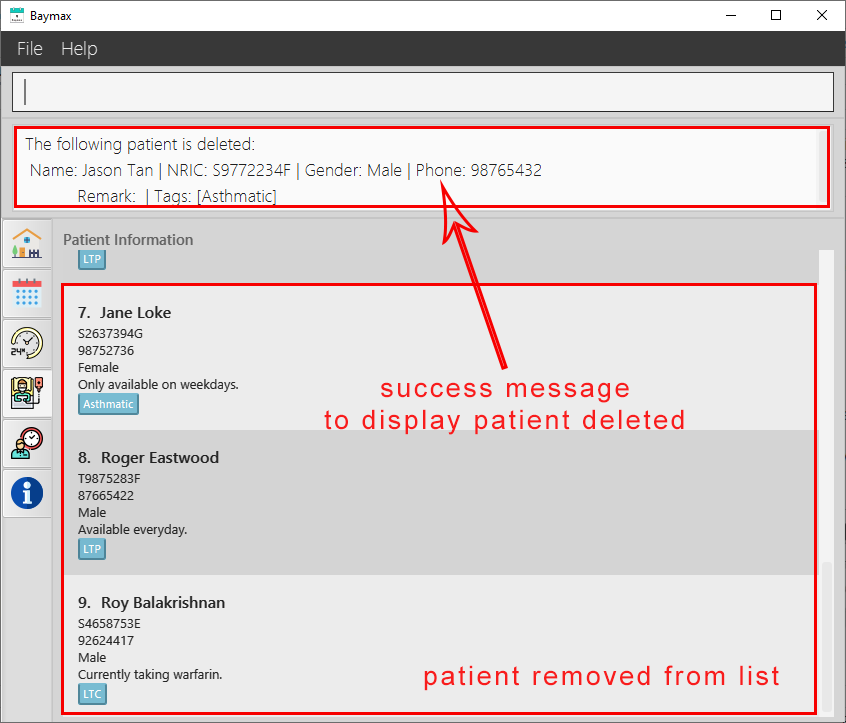 Baymax
File Help
The following patient is deleted:
Name: Jason Tan | NRIC: S9772234F | Gender: Male | Phone: 98765432
Remark: | Tags: [Asthmatic]
Patient Information
LTP
7. Jane Loke
S2637394G
98752736
Female
Only available on weekdays.
Asthmatic
success message
to display patient deleted
8. Roger Eastwood
T9875283F
87665422
Male
Available everyday.
LTP
9. Roy Balakrishnan
S4658753E
92624417
Male
Currently taking warfarin.
LTC
patient removed from list
24H